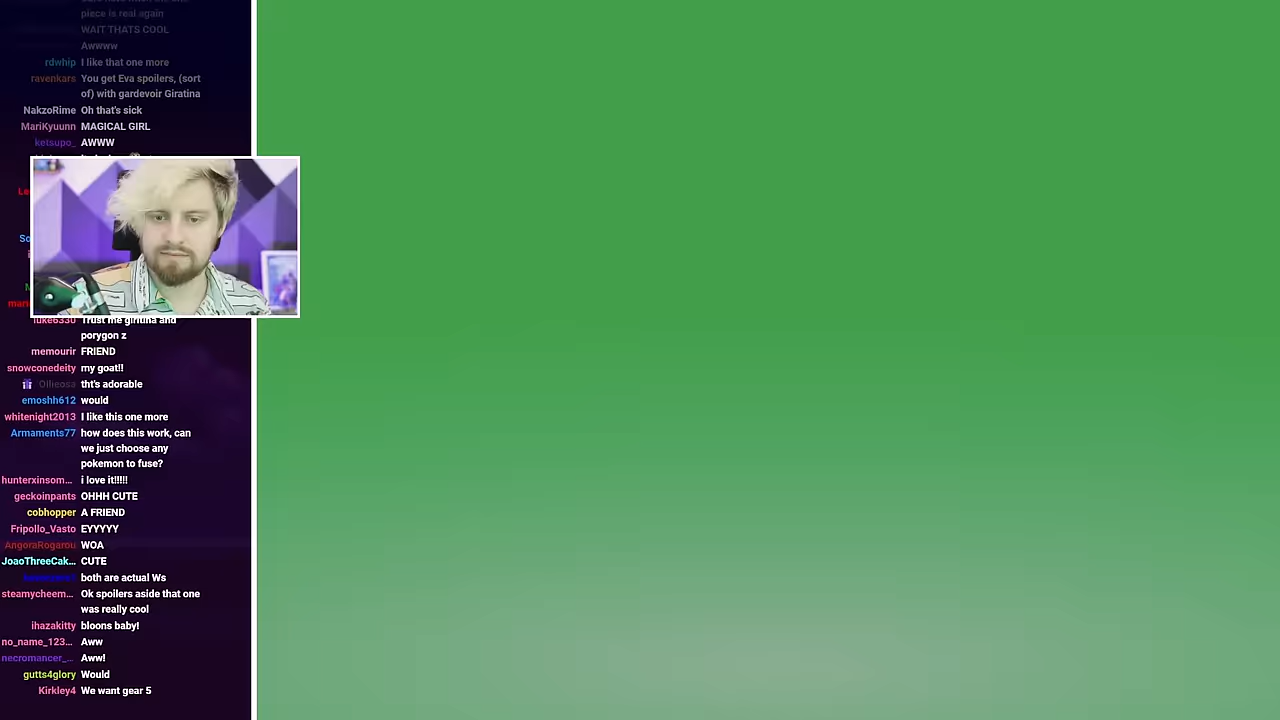 piece is real again
WAIT THATS COOL
Awwww
rdwhip I like that one more
ravenkars You get Eva spoilers, (sort
of) with gardevoir Giratina
NakzoRime Oh that's sick
MariKyuunn MAGICAL GIRL
ketsupo_ AWWW
luke6330 Trust me giritina and
porygon z
memourir FRIEND
snowconedeity my goat!!
Ollieosa tht's adorable
emoshh612 would
whitenight2013 I like this one more
Armaments77 how does this work, can
we just choose any
pokemon to fuse?
hunterxinsom... i love it!!!!!
geckoinpants OHHH CUTE
cobhopper A FRIEND
Fripollo_Vasto EYYYYY
AngoraRogarou WOA
JoaoThreeCak... CUTE
both are actual Ws
steamycheem... Ok spoilers aside that one
was really cool
ihazakitty bloons baby!
no_name_123... Aww
necromancer_... Aww!
gutts4glory Would
Kirkley4 We want gear 5